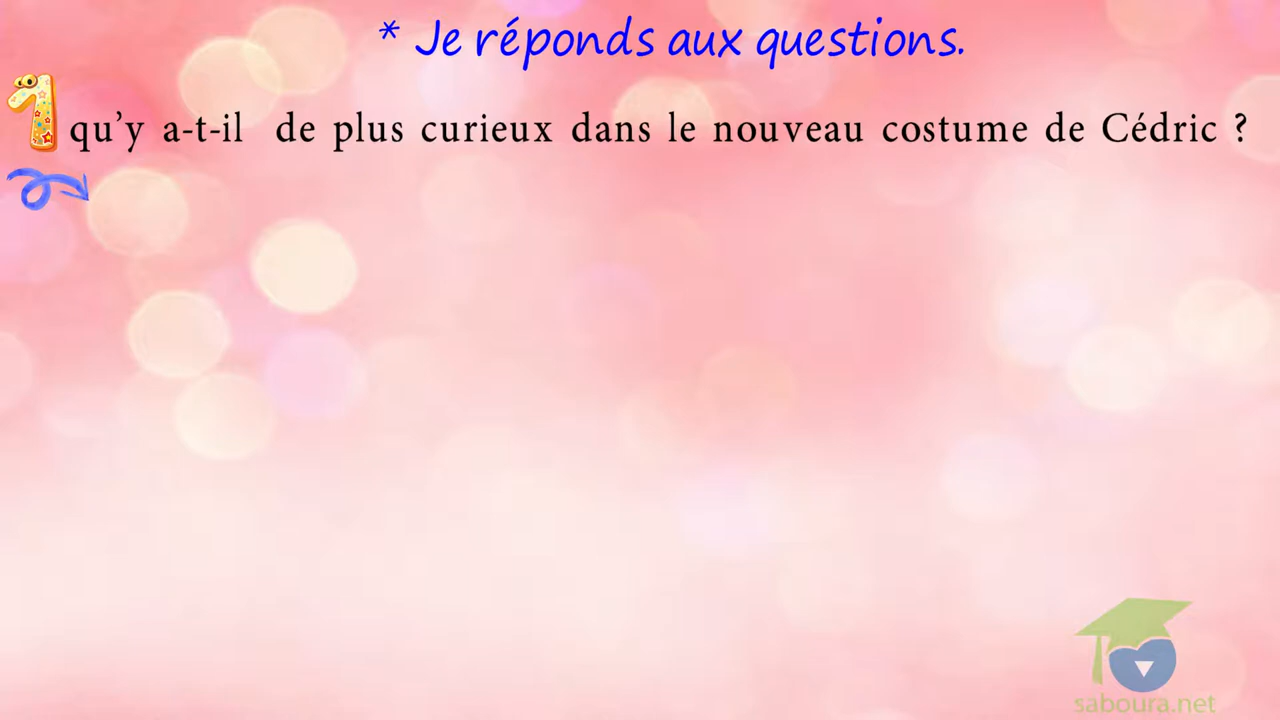 * Je réponds aux questions.
1 qu’y a-t-il de plus curieux dans le nouveau costume de Cédric ?
saboura.net